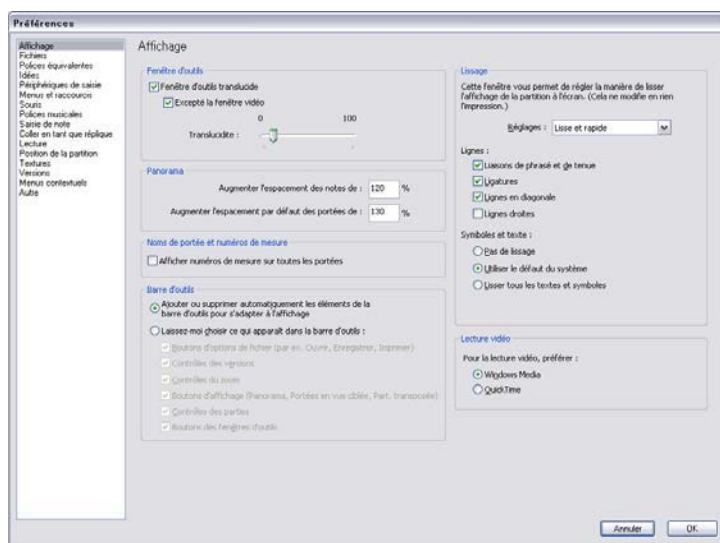 Préférences
Affichage
Fichiers
Polices équivalentes
Idées
Périphériques de saisie
Menus et raccourcis
Souris
Polices musicales
Saisie de note
Coller en tant que réplique
Lecture
Position de la partition
Textures
Versions
Menus contextuels
Autre
Affichage
Fenêtre d'outils
Fenêtre d'outils translucide
Excepté la fenêtre vidéo
0 100
Translucidite :
Panorama
Augmenter l'espacement des notes de : 120 %
Augmenter l'espacement par défaut des portées de : 130 %
Noms de portée et numéros de mesure
Afficher numéros de mesure sur toutes les portées
Barre d'outils
Ajouter ou supprimer automatiquement les éléments de la
barre d'outils pour s'adapter à l'affichage
Laissez-moi choisir ce qui apparaît dans la barre d'outils :
Boutons d'options de fichier (par ex. Ouvrir, Enregistrer, Imprimer)
Contrôles des versions
Contrôles du zoom
Boutons d'affichage (Panorama, Portées en vue ciblée, Part. transposée)
Contrôles des parties
Boutons des fenêtres d'outils
Lissage
Cette fenêtre vous permet de régler la manière de lisser
l'affichage de la partition à l'écran. (Cela ne modifie en rien
l'impression.)
Réglages : Lisse et rapide
Lignes :
Liaisons de phrasé et de tenue
Ligatures
Lignes en diagonale
Lignes droites
Symboles et texte :
Pas de lissage
Utiliser le défaut du système
Lisser tous les textes et symboles
Lecture vidéo
Pour la lecture vidéo, préférer :
Windows Media
QuickTime
Annuler OK